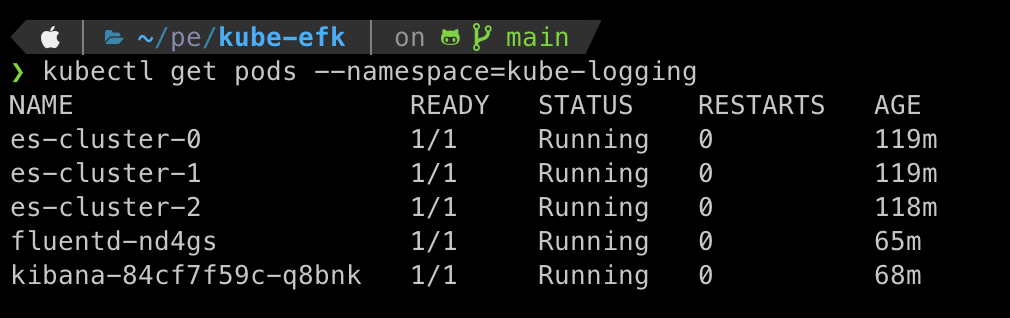 ~/pe/kube-efk on main
❯ kubectl get pods --namespace=kube-logging
NAME READY STATUS RESTARTS AGE
es-cluster-0 1/1 Running 0 119m
es-cluster-1 1/1 Running 0 119m
es-cluster-2 1/1 Running 0 118m
fluentd-nd4gs 1/1 Running 0 65m
kibana-84cf7f59c-q8bnk 1/1 Running 0 68m